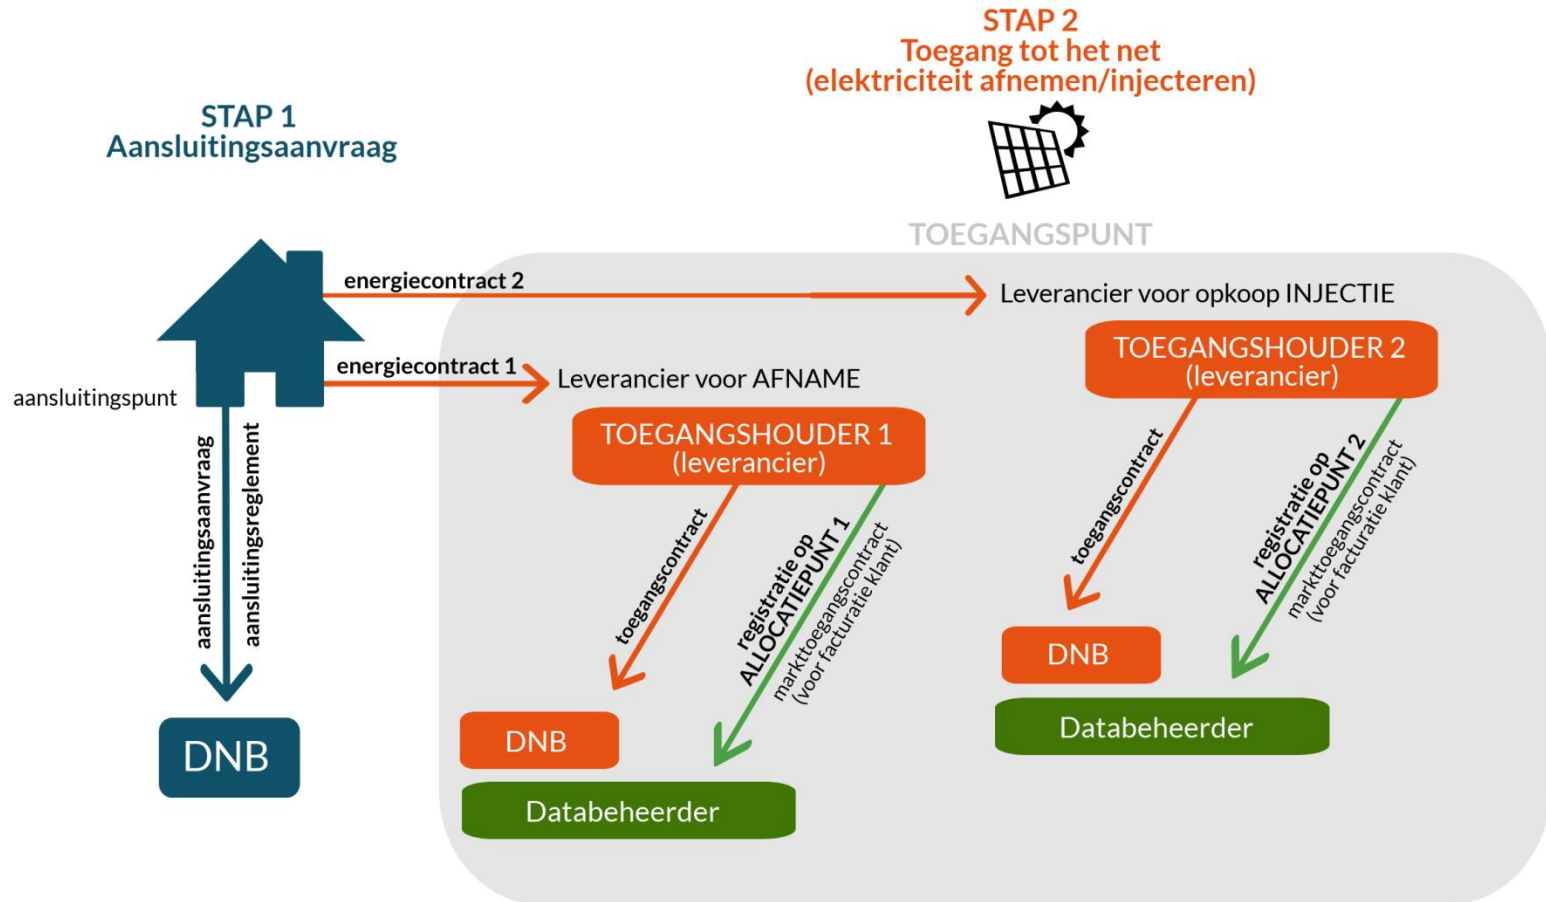 STAP 1
Aansluitingsaanvraag
STAP 2
Toegang tot het net
(elektriciteit afnemen/injecteren)
TOEGANGSPUNT
energiecontract 2
Leverancier voor opkoop INJECTIE
energiecontract 1
Leverancier voor AFNAME
aansluitingspunt
aansluitingsaanvraag
aansluitingsreglement
DNB
TOEGANGSHOUDER 1
(leverancier)
toegangscontract
registratie op
ALLOCATIEPUNT 1
markttoegangscontract
(voor facturatie klant)
DNB
Databeheerder
TOEGANGSHOUDER 2
(leverancier)
toegangscontract
registratie op
ALLOCATIEPUNT 2
markttoegangscontract
(voor facturatie klant)
DNB
Databeheerder